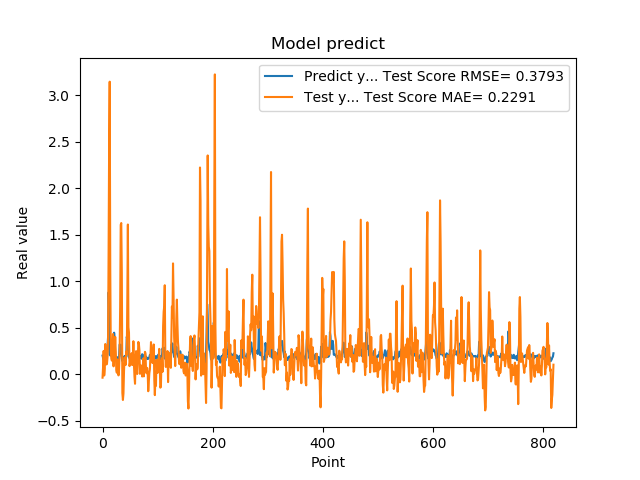 Model predict
Predict y... Test Score RMSE= 0.3793
Test y... Test Score MAE= 0.2291
Real value
3.0
2.5
2.0
1.5
1.0
0.5
0.0
−0.5
0
200
400
600
800
Point